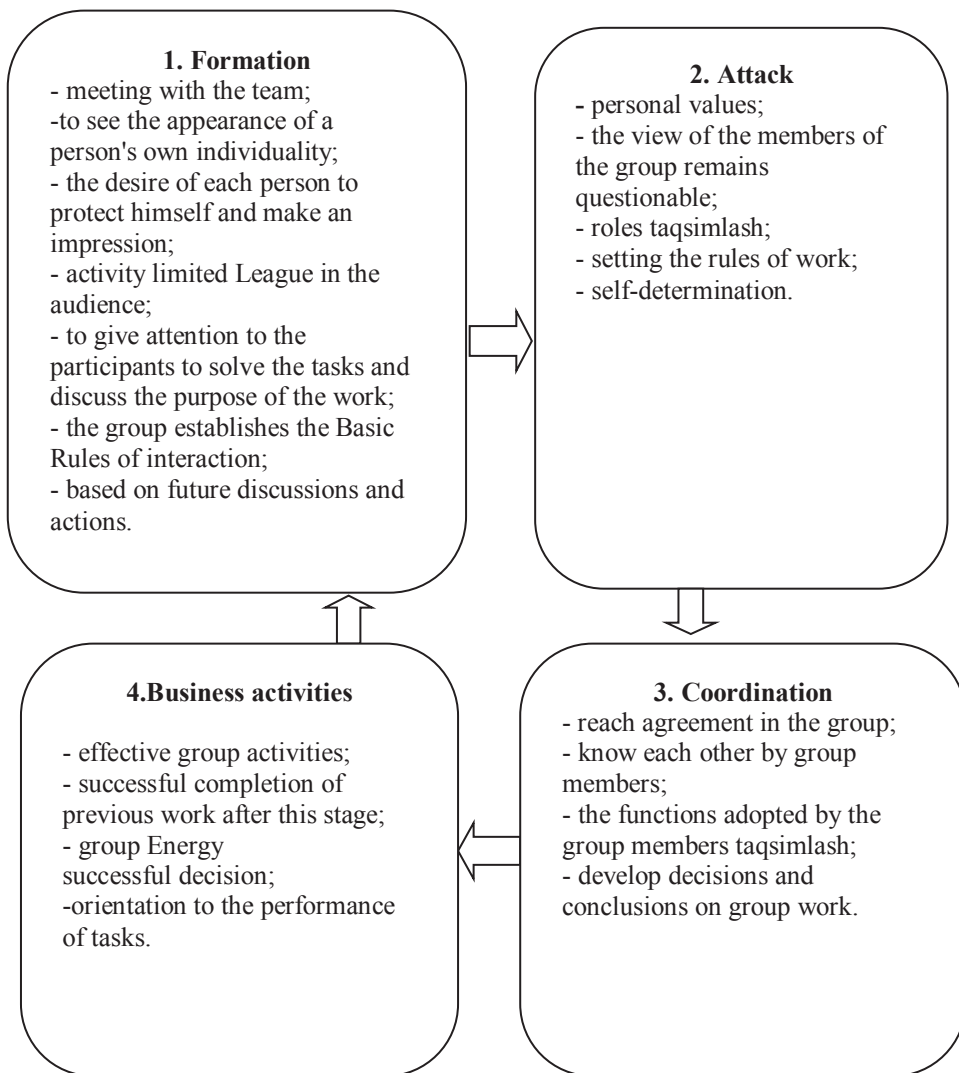 1. Formation
- meeting with the team;
-to see the appearance of a
person's own individuality;
- the desire of each person to
protect himself and make an
impression;
- activity limited League in the
audience;
- to give attention to the
participants to solve the tasks and
discuss the purpose of the work;
- the group establishes the Basic
Rules of interaction;
- based on future discussions and
actions.
2. Attack
- personal values;
- the view of the members of
the group remains
questionable;
- roles taqsimlash;
- setting the rules of work;
- self-determination.
3. Coordination
- reach agreement in the group;
- know each other by group
members;
- the functions adopted by the
group members taqsimlash;
- develop decisions and
conclusions on group work.
4.Business activities
- effective group activities;
- successful completion of
previous work after this stage;
- group Energy
successful decision;
-orientation to the performance
of tasks.